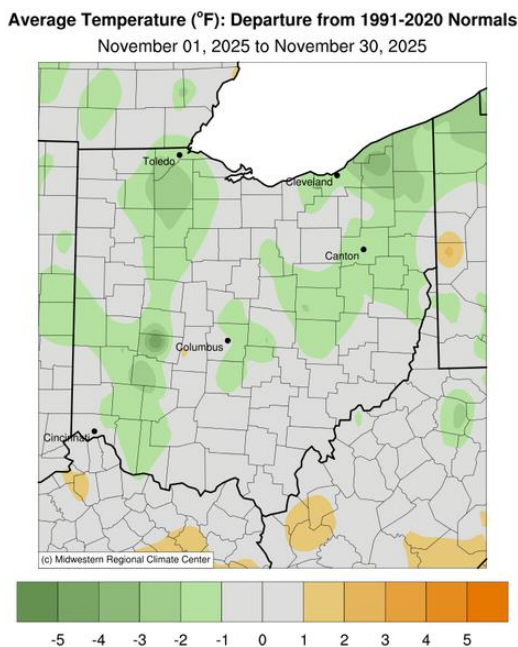 Average Temperature (°F): Departure from 1991-2020 Normals
November 01, 2025 to November 30, 2025
Toledo
Cleveland
Canton
Columbus
Cincinnati
(c) Midwestern Regional Climate Center
-5 -4 -3 -2 -1 0 1 2 3 4 5